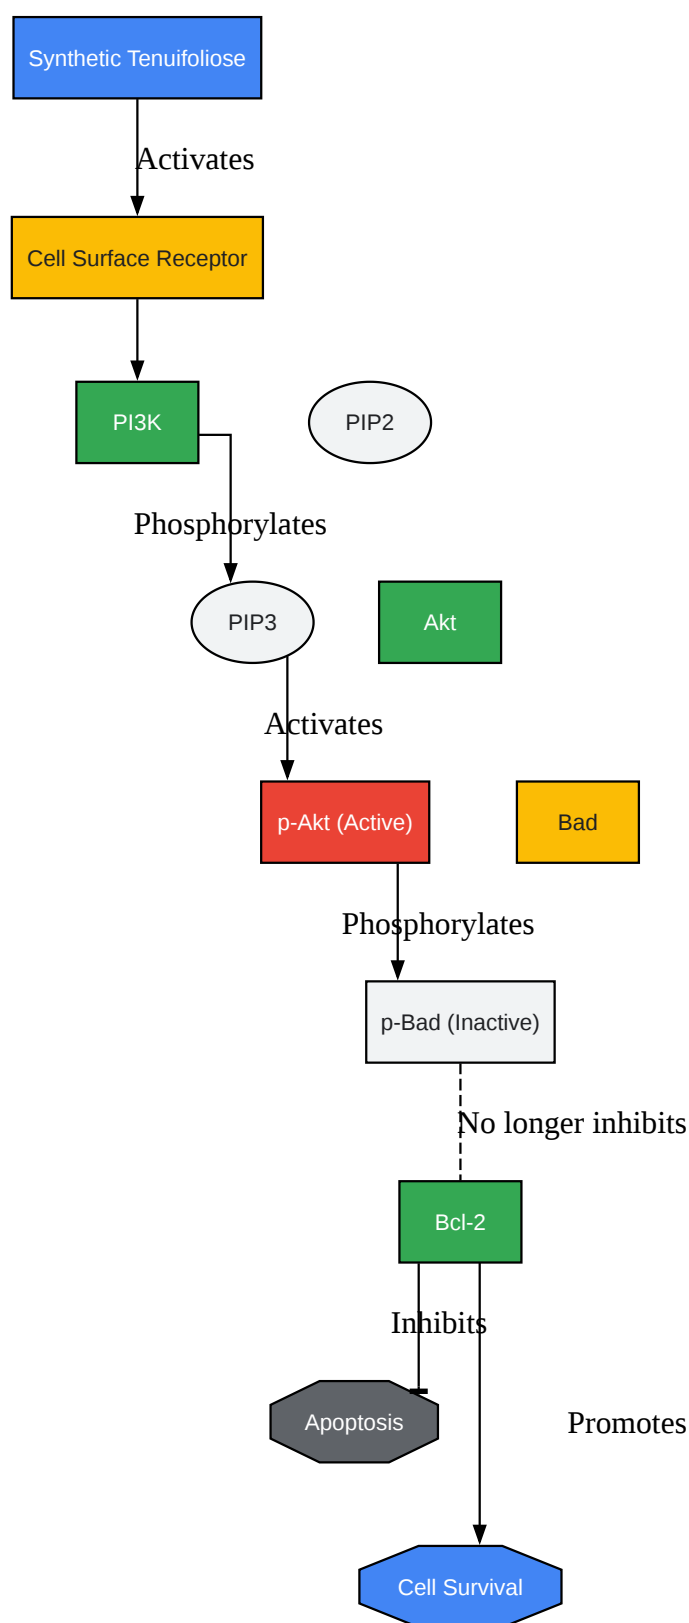 Synthetic Tenuifoliose
Activates
Cell Surface Receptor
PI3K
PIP2
Phosphorylates
PIP3
Akt
Activates
p-Akt (Active)
Bad
Phosphorylates
p-Bad (Inactive)
No longer inhibits
Bcl-2
Inhibits
Apoptosis
Promotes
Cell Survival